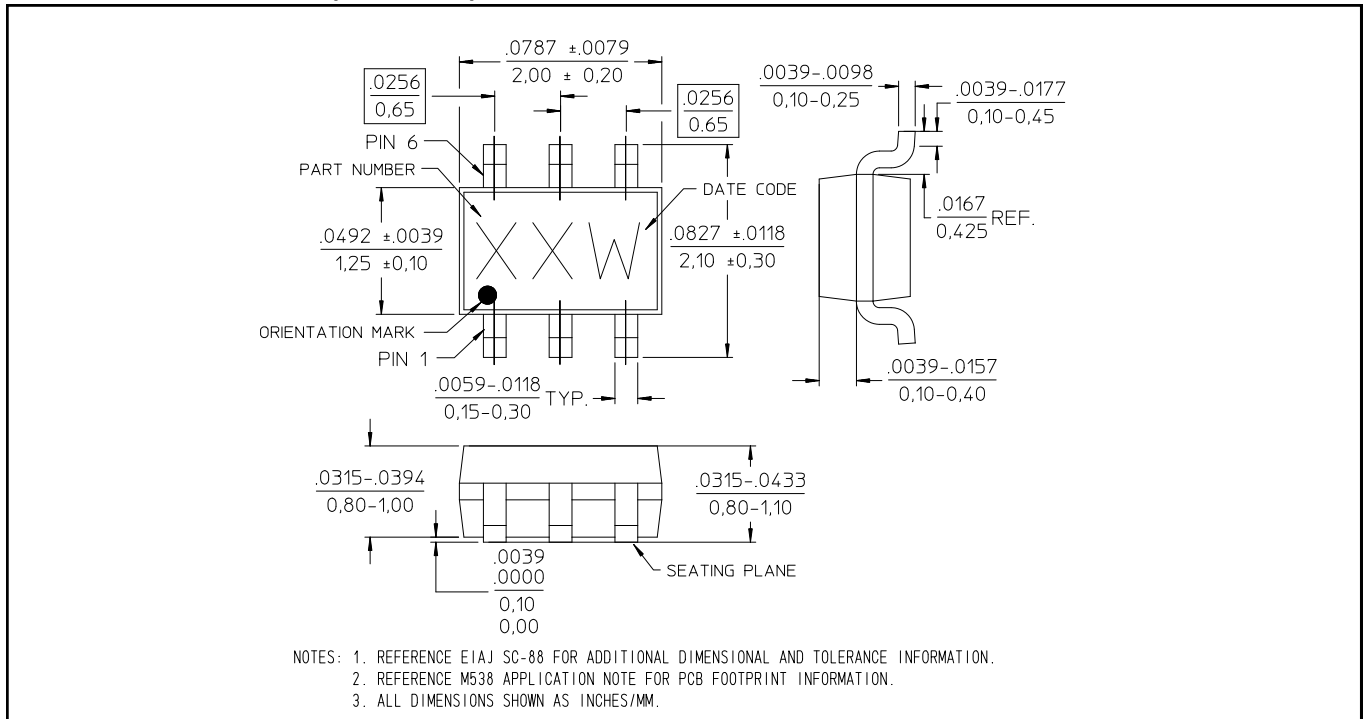 .0787 ±.0079
2,00 ± 0,20
.0256
0,65
.0256
0.65
.0039-.0098
0,10-0,25
.0039-.0177
0,10-0,45
PIN 6
PART NUMBER
DATE CODE
.0167
0,425
REF.
.0492 ±.0039
1,25 ±0,10
XXW
.0827 ±.0118
2,10 ±0,30
ORIENTATION MARK
PIN 1
.0059-.0118
0,15-0,30
TYP.
.0039-.0157
0,10-0,40
.0315-.0394
0,80-1,00
.0315-.0433
0,80-1,10
.0039
.0000
0,10
0,00
SEATING PLANE
NOTES: 1. REFERENCE EIAJ SC-88 FOR ADDITIONAL DIMENSIONAL AND TOLERANCE INFORMATION.
2. REFERENCE M538 APPLICATION NOTE FOR PCB FOOTPRINT INFORMATION.
3. ALL DIMENSIONS SHOWN AS INCHES/MM.